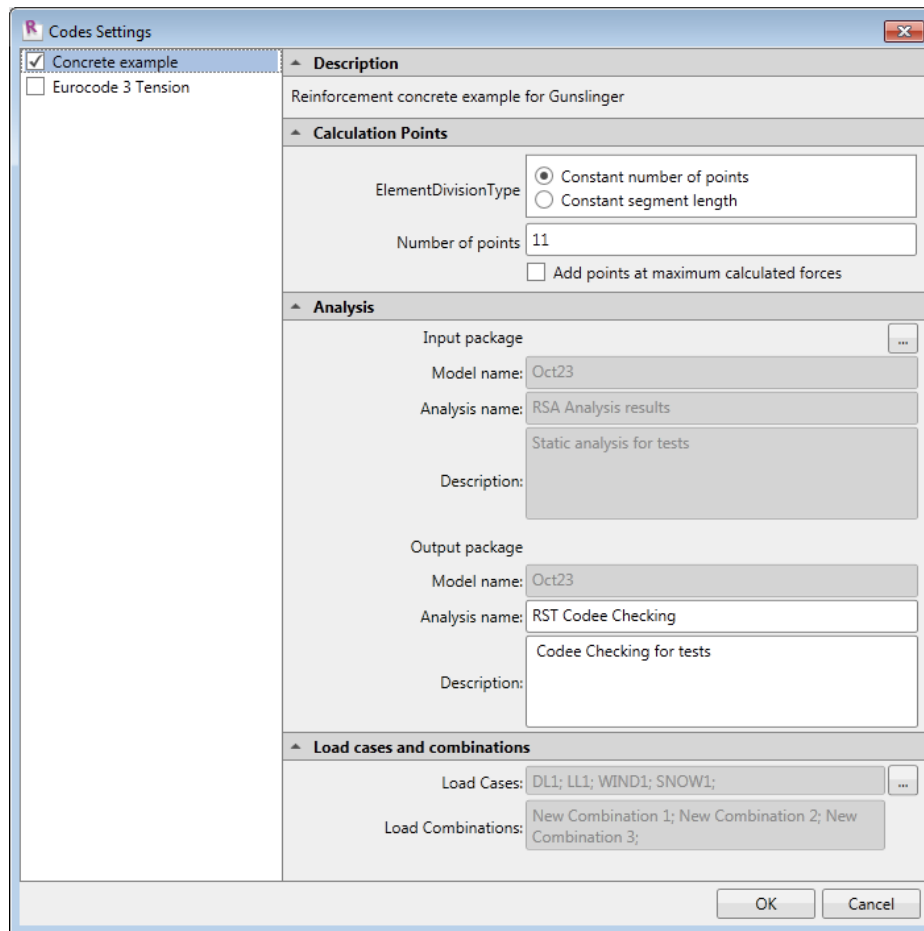 R Codes Settings
Concrete example
Eurocode 3 Tension
Description
Reinforcement concrete example for Gunslinger
Calculation Points
ElementDivisionType
Constant number of points
Constant segment length
Number of points 11
Add points at maximum calculated forces
Analysis
Input package ...
Model name: Oct23
Analysis name: RSA Analysis results
Static analysis for tests
Description:
Output package
Model name: Oct23
Analysis name: RST Codee Checking
Codee Checking for tests
Description:
Load cases and combinations
Load Cases: DL1; LL1; WIND1; SNOW1; ...
Load Combinations: New Combination 1; New Combination 2; New
Combination 3;
OK Cancel